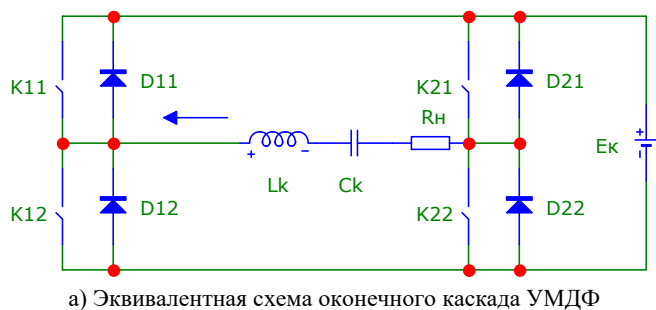 K11
D11
K21
D21
Rн
+
-
Lk
Ck
+
-
Eк
K12
D12
K22
D22
а) Эквивалентная схема оконечного каскада УМДФ